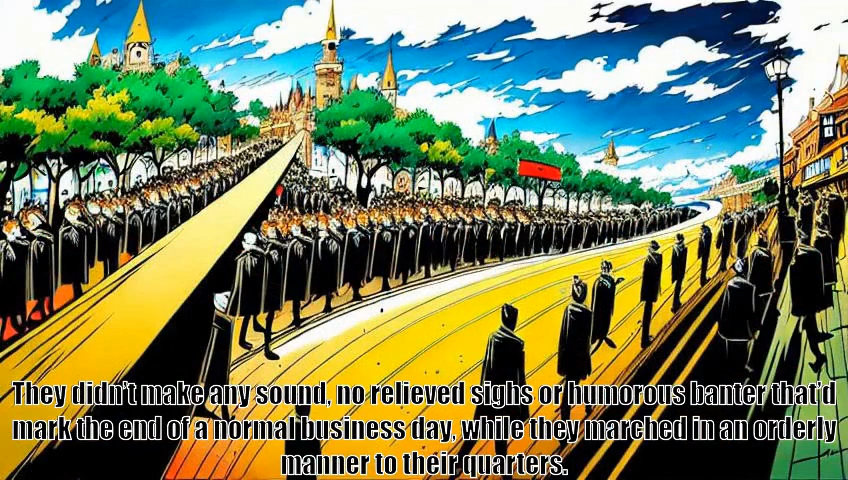 They didn't make any sound, no relieved sighs or humorous banter that'd
mark the end of a normal business day, while they marched in an orderly
manner to their quarters.